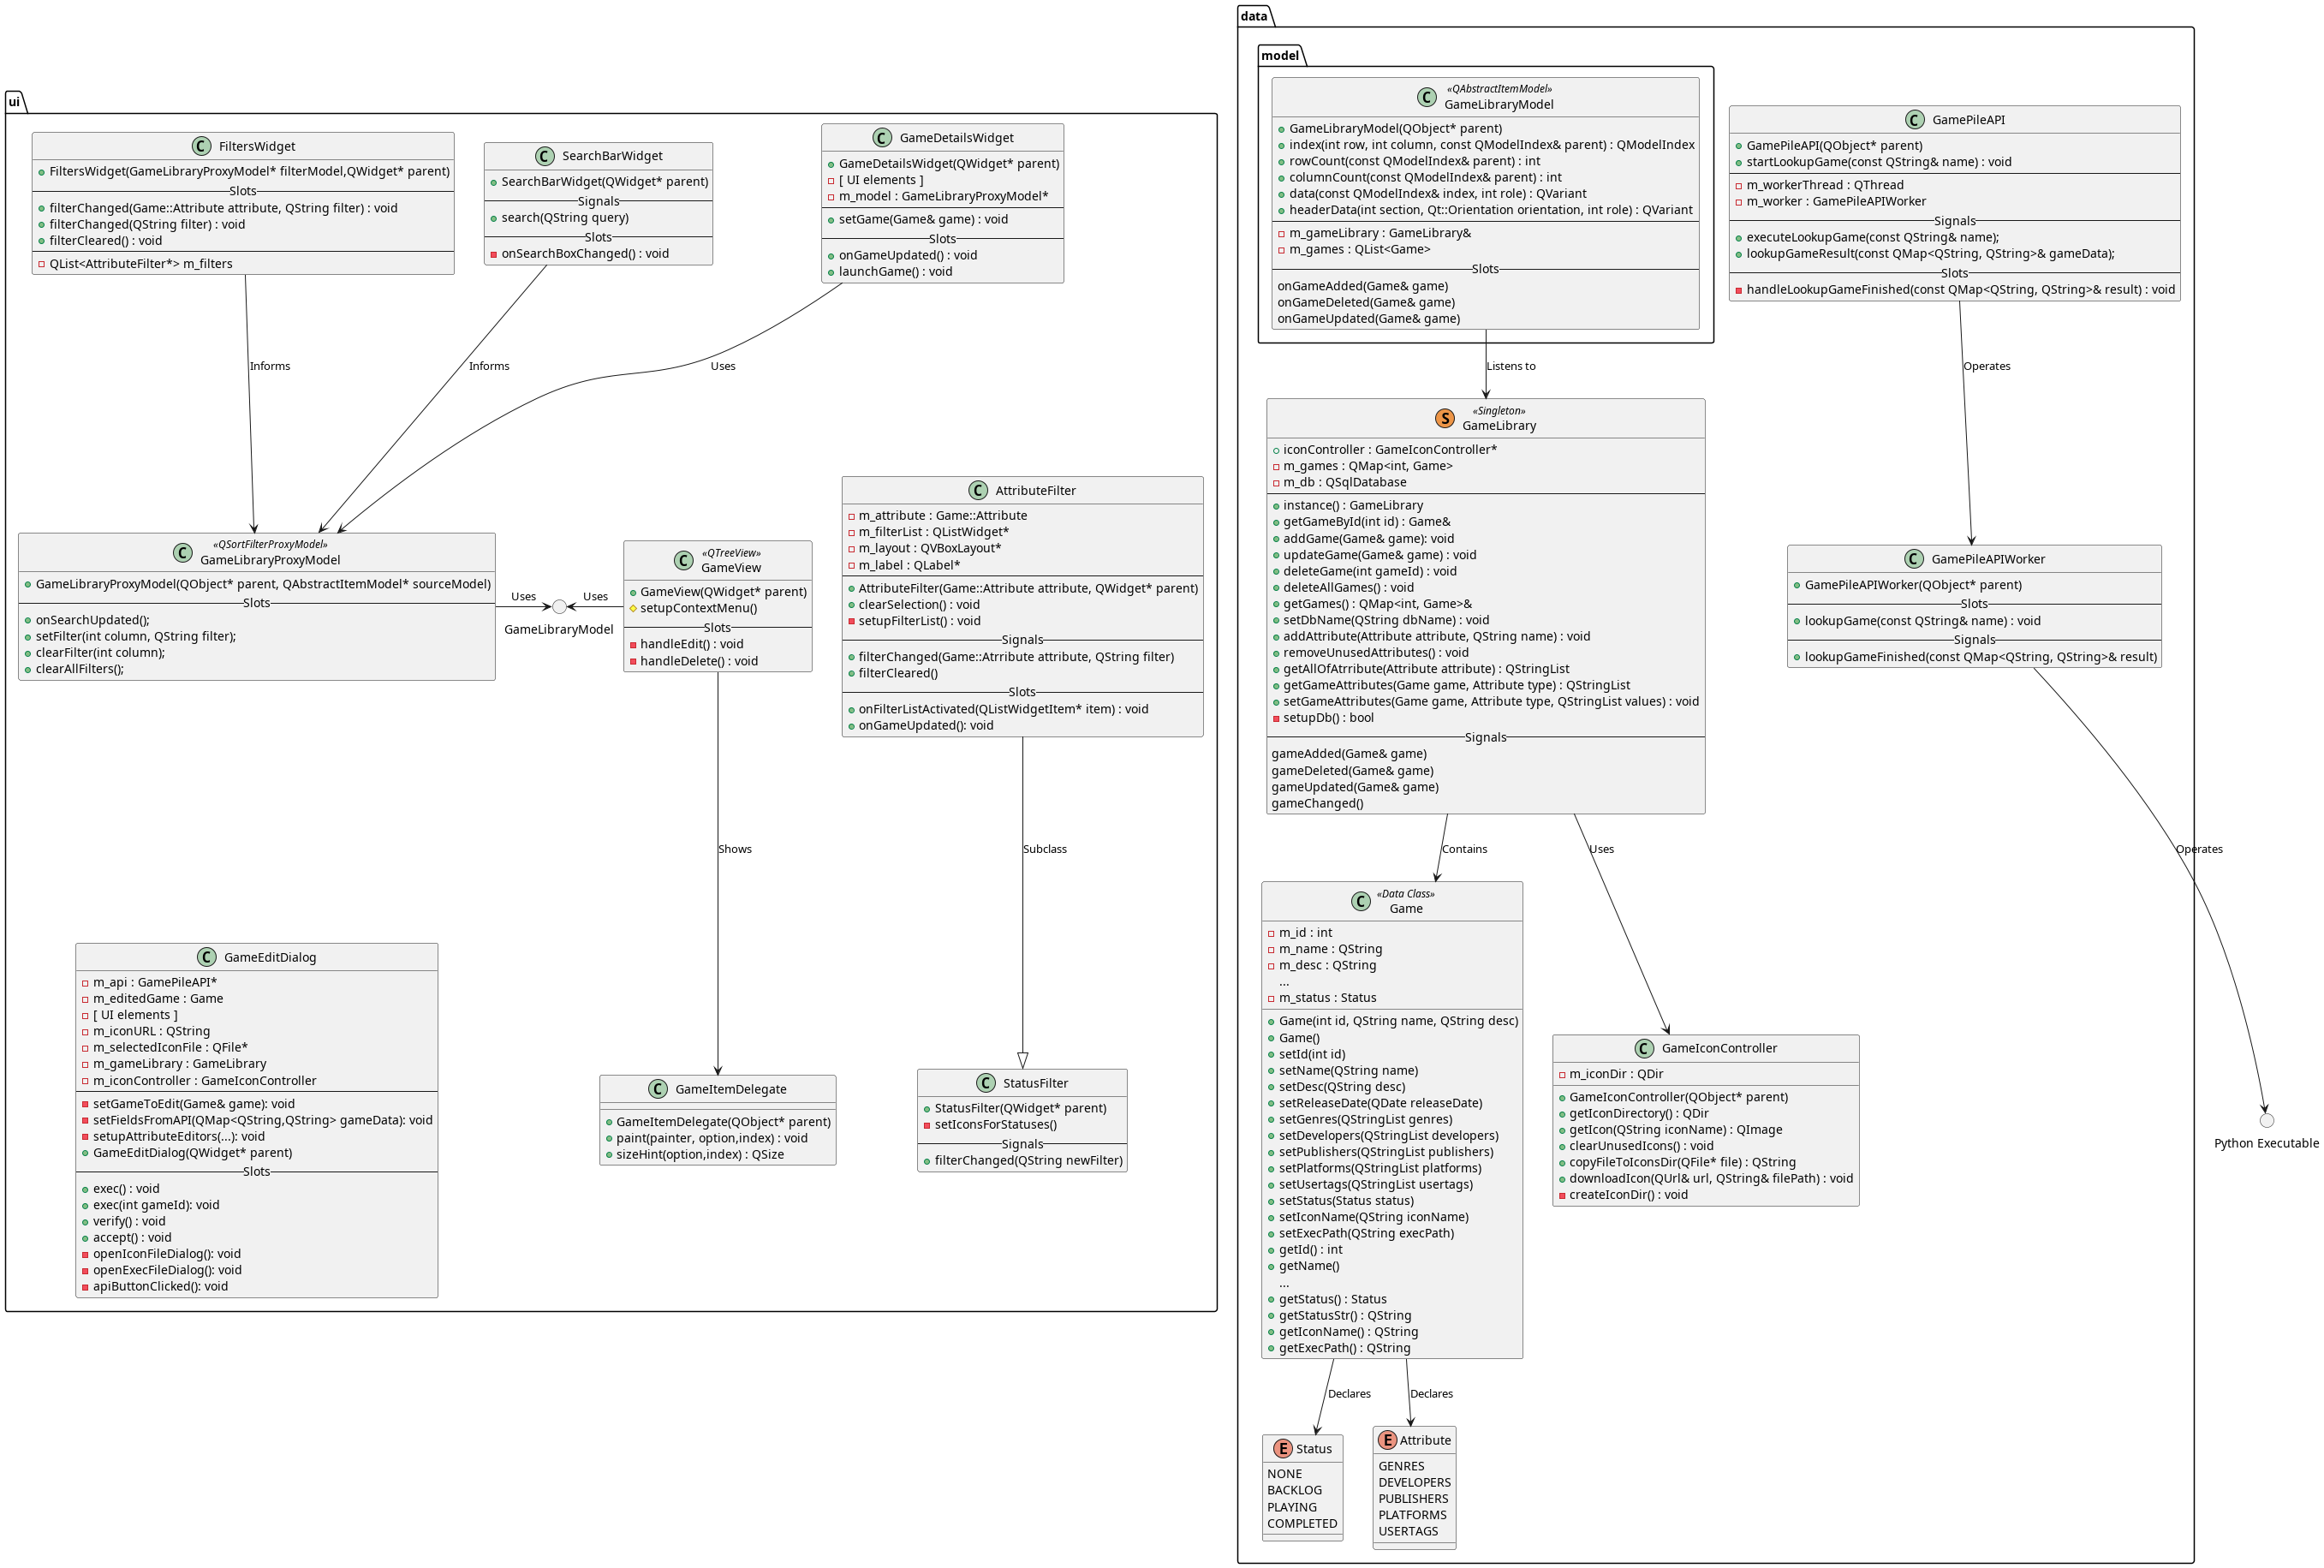 ui
FiltersWidget
FiltersWidget(GameLibraryProxyModel* filterModel,QWidget* parent)
Slots
filterChanged(Game::Attribute attribute, QString filter) : void
filterChanged(QString filter) : void
filterCleared() : void
QList<AttributeFilter*> m_filters
SearchBarWidget
SearchBarWidget(QWidget* parent)
Signals
search(QString query)
Slots
onSearchBoxChanged() : void
GameDetailsWidget
GameDetailsWidget(QWidget* parent)
[ UI elements ]
m_model : GameLibraryProxyModel*
setGame(Game& game) : void
Slots
onGameUpdated() : void
launchGame() : void
Informs
Informs
Uses
«QSortFilterProxyModel»
GameLibraryProxyModel
GameLibraryProxyModel(QObject* parent, QAbstractItemModel* sourceModel)
Slots
onSearchUpdated();
setFilter(int column, QString filter);
clearFilter(int column);
clearAllFilters();
Uses
Uses
GameLibraryModel
«QTreeView»
GameView
GameView(QWidget* parent)
setupContextMenu()
Slots
handleEdit() : void
handleDelete() : void
AttributeFilter
m_attribute : Game::Attribute
m_filterList : QListWidget*
m_layout : QVBoxLayout*
m_label : QLabel*
AttributeFilter(Game::Attribute attribute, QWidget* parent)
clearSelection() : void
setupFilterList() : void
Signals
filterChanged(Game::Atrribute attribute, QString filter)
filterCleared()
Slots
onFilterListActivated(QListWidgetItem* item) : void
onGameUpdated(): void
Shows
Subclass
GameEditDialog
m_api : GamePileAPI*
m_editedGame : Game
[ UI elements ]
m_iconURL : QString
m_selectedIconFile : QFile*
m_gameLibrary : GameLibrary
m_iconController : GameIconController
setGameToEdit(Game& game): void
setFieldsFromAPI(QMap<QString,QString> gameData): void
setupAttributeEditors(...): void
GameEditDialog(QWidget* parent)
Slots
exec() : void
exec(int gameId): void
verify() : void
accept() : void
openIconFileDialog(): void
openExecFileDialog(): void
apiButtonClicked(): void
GameItemDelegate
GameItemDelegate(QObject* parent)
paint(painter, option,index) : void
sizeHint(option,index) : QSize
StatusFilter
StatusFilter(QWidget* parent)
setIconsForStatuses()
Signals
filterChanged(QString newFilter)
data
model
«QAbstractItemModel»
GameLibraryModel
GameLibraryModel(QObject* parent)
index(int row, int column, const QModelIndex& parent) : QModelIndex
rowCount(const QModelIndex& parent) : int
columnCount(const QModelIndex& parent) : int
data(const QModelIndex& index, int role) : QVariant
headerData(int section, Qt::Orientation orientation, int role) : QVariant
m_gameLibrary : GameLibrary&
m_games : QList<Game>
Slots
onGameAdded(Game& game)
onGameDeleted(Game& game)
onGameUpdated(Game& game)
GamePileAPI
GamePileAPI(QObject* parent)
startLookupGame(const QString& name) : void
m_workerThread : QThread
m_worker : GamePileAPIWorker
Signals
executeLookupGame(const QString& name);
lookupGameResult(const QMap<QString, QString>& gameData);
Slots
handleLookupGameFinished(const QMap<QString, QString>& result) : void
Listens to
Operates
«Singleton»
GameLibrary
iconController : GameIconController*
m_games : QMap<int, Game>
m_db : QSqlDatabase
instance() : GameLibrary
getGameById(int id) : Game&
addGame(Game& game): void
updateGame(Game& game) : void
deleteGame(int gameId) : void
deleteAllGames() : void
getGames() : QMap<int, Game>&
setDbName(QString dbName) : void
addAttribute(Attribute attribute, QString name) : void
removeUnusedAttributes() : void
getAllOfAtrribute(Attribute attribute) : QStringList
getGameAttributes(Game game, Attribute type) : QStringList
setGameAttributes(Game game, Attribute type, QStringList values) : void
setupDb() : bool
Signals
gameAdded(Game& game)
gameDeleted(Game& game)
gameUpdated(Game& game)
gameChanged()
GamePileAPIWorker
GamePileAPIWorker(QObject* parent)
Slots
lookupGame(const QString& name) : void
Signals
lookupGameFinished(const QMap<QString, QString>& result)
Contains
Uses
Operates
«Data Class»
Game
m_id : int
m_name : QString
m_desc : QString
...
m_status : Status
Game(int id, QString name, QString desc)
Game()
setId(int id)
setName(QString name)
setDesc(QString desc)
setReleaseDate(QDate releaseDate)
setGenres(QStringList genres)
setDevelopers(QStringList developers)
setPublishers(QStringList publishers)
setPlatforms(QStringList platforms)
setUsertags(QStringList usertags)
setStatus(Status status)
setIconName(QString iconName)
setExecPath(QString execPath)
getId() : int
getName()
...
getStatus() : Status
getStatusStr() : QString
getIconName() : QString
getExecPath() : QString
GameIconController
m_iconDir : QDir
GameIconController(QObject* parent)
getIconDirectory() : QDir
getIcon(QString iconName) : QImage
clearUnusedIcons() : void
copyFileToIconsDir(QFile* file) : QString
downloadIcon(QUrl& url, QString& filePath) : void
createIconDir() : void
Python Executable
Declares
Declares
Status
NONE
BACKLOG
PLAYING
COMPLETED
Attribute
GENRES
DEVELOPERS
PUBLISHERS
PLATFORMS
USERTAGS